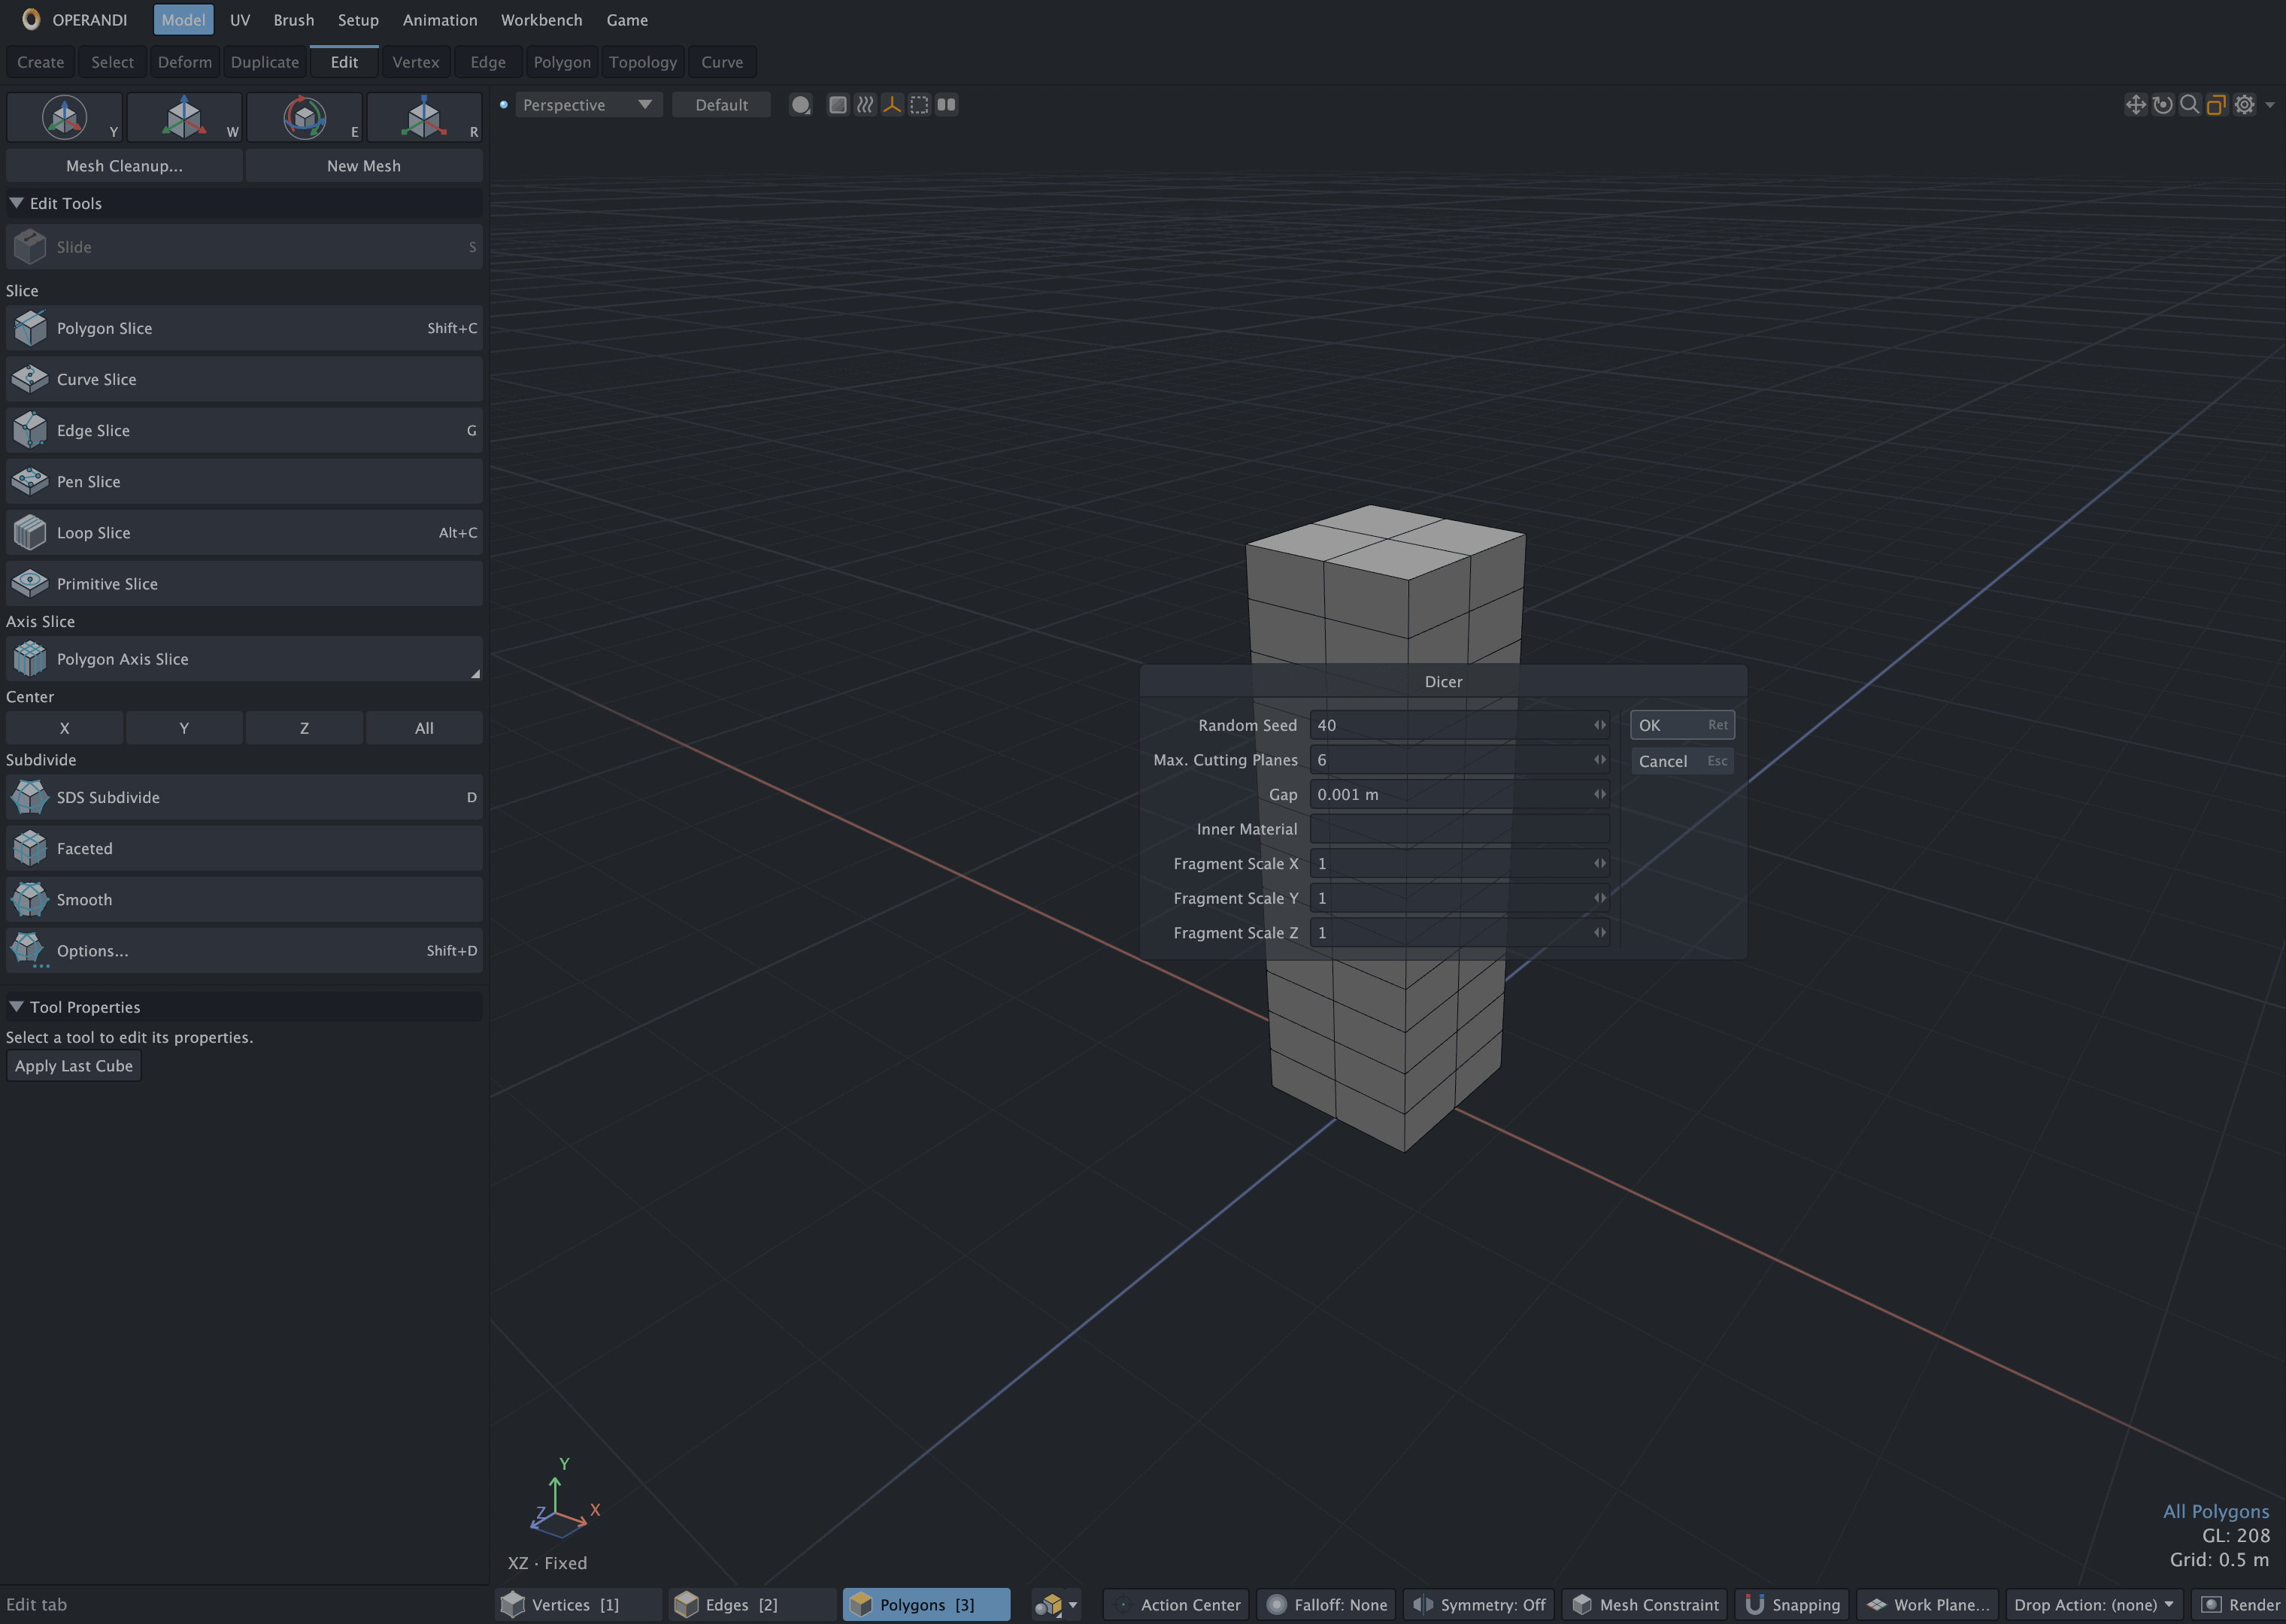 OPERANDI Model UV Brush Setup Animation Workbench Game
Create Select Deform Duplicate Edit Vertex Edge Polygon Topology Curve
Y W E R
Perspective Default
Mesh Cleanup... New Mesh
Edit Tools
Slide S
Slice
Polygon Slice Shift+C
Curve Slice
Edge Slice G
Pen Slice
Loop Slice Alt+C
Primitive Slice
Axis Slice
Polygon Axis Slice
Center
X Y Z All
Subdivide
SDS Subdivide D
Faceted
Smooth
Options... Shift+D
Tool Properties
Select a tool to edit its properties.
Apply Last Cube
Dicer
Random Seed 40 OK Ret
Max. Cutting Planes 6 Cancel Esc
Gap 0.001 m
Inner Material
Fragment Scale X 1
Fragment Scale Y 1
Fragment Scale Z 1
Y
Z X
XZ · Fixed
All Polygons
GL: 208
Grid: 0.5 m
Edit tab Vertices [1] Edges [2] Polygons [3] Action Center Falloff: None Symmetry: Off Mesh Constraint Snapping Work Plane... Drop Action: (none) Render